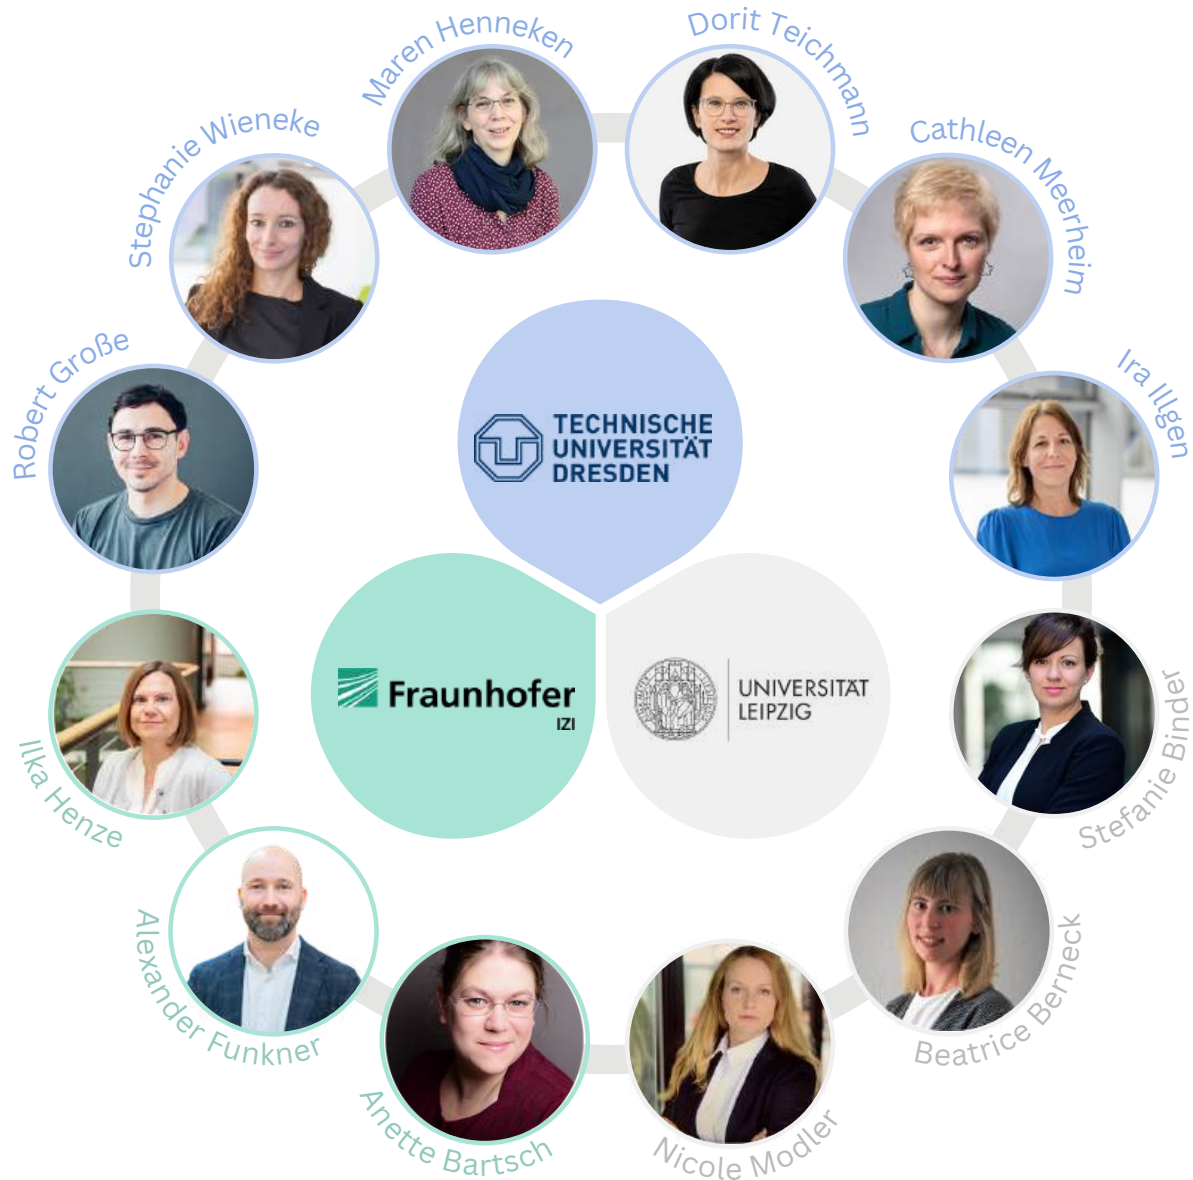 Maren Henneken
Dorit Teichmann
Stephanie Wieneke
Cathleen Meerheim
Robert Große
Ira Illgen
TECHNISCHE
UNIVERSITÄT
DRESDEN
Fraunhofer
IZI
UNIVERSITÄT
LEIPZIG
Ilka Henze
Stefanie Binder
Alexander Funkner
Beatrice Berneck
Anette Bartsch
Nicole Modler